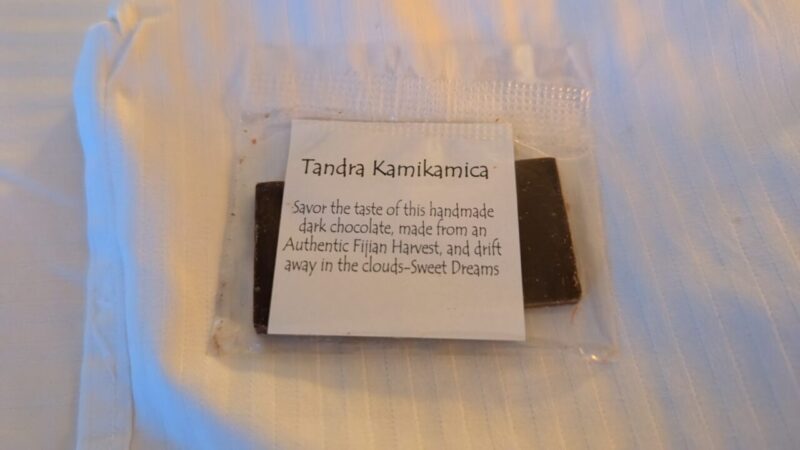 Tandra Kamikamica
Savor the taste of this handmade
dark chocolate, made from an
Authentic Fijian Harvest, and drift
away in the clouds-Sweet Dreams